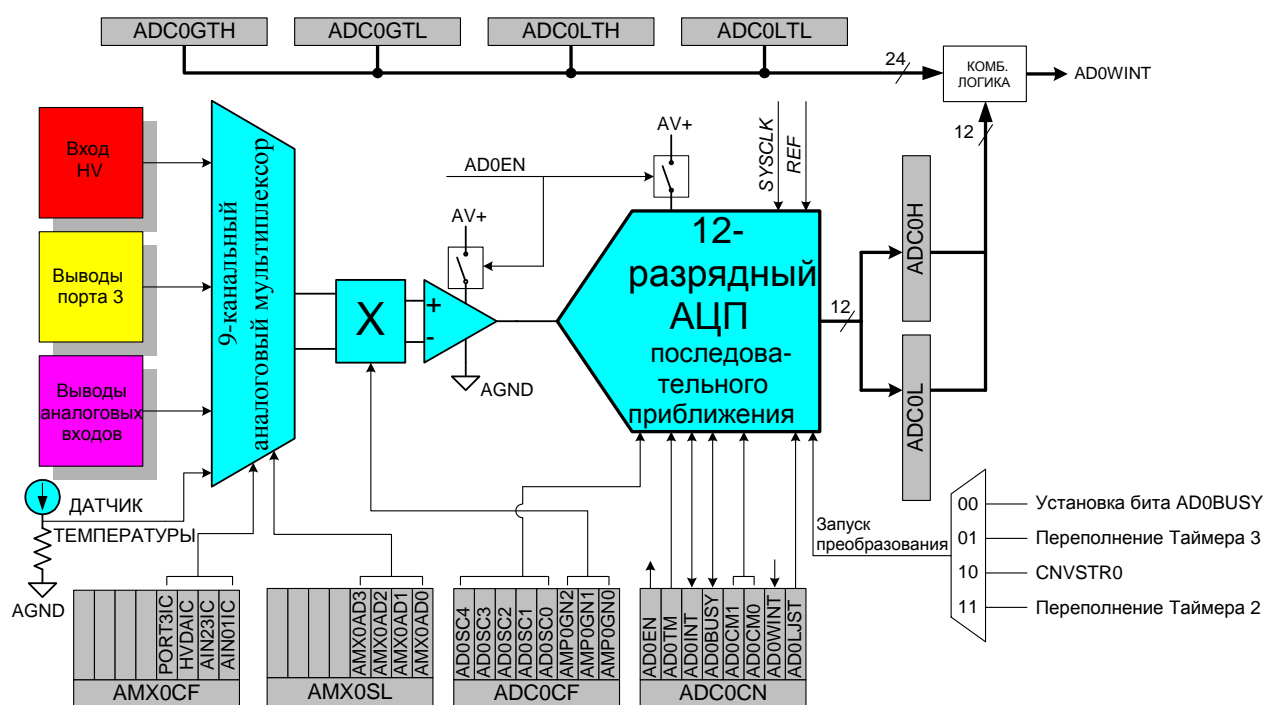 ADC0GTH
ADC0GTL
ADC0LTH
ADC0LTL
24
КОМБ.
ЛОГИКА
AD0WINT
12
Вход
HV
Выводы
порта 3
Выводы
аналоговых
входов
9-канальный
аналоговый мультиплексор
AD0EN
AV+
AV+
SYSCLK
REF
X
+
-
AGND
12-
разрядный
АЦП
последова-
тельного
приближения
12
ADC0H
ADC0L
ДАТЧИК
ТЕМПЕРАТУРЫ
AGND
Запуск
преобразования
00
Установка бита AD0BUSY
01
Переполнение Таймера 3
10
CNVSTR0
11
Переполнение Таймера 2
PORT3IC
HVDAIC
AIN23IC
AIN01IC
AMX0CF
AMX0AD3
AMX0AD2
AMX0AD1
AMX0AD0
AMX0SL
AD0SC4
AD0SC3
AD0SC2
AD0SC1
AD0SC0
AMP0GN2
AMP0GN1
AMP0GN0
ADC0CF
AD0EN
AD0TM
AD0INT
AD0BUSY
AD0CM1
AD0CM0
AD0WINT
AD0LJST
ADC0CN